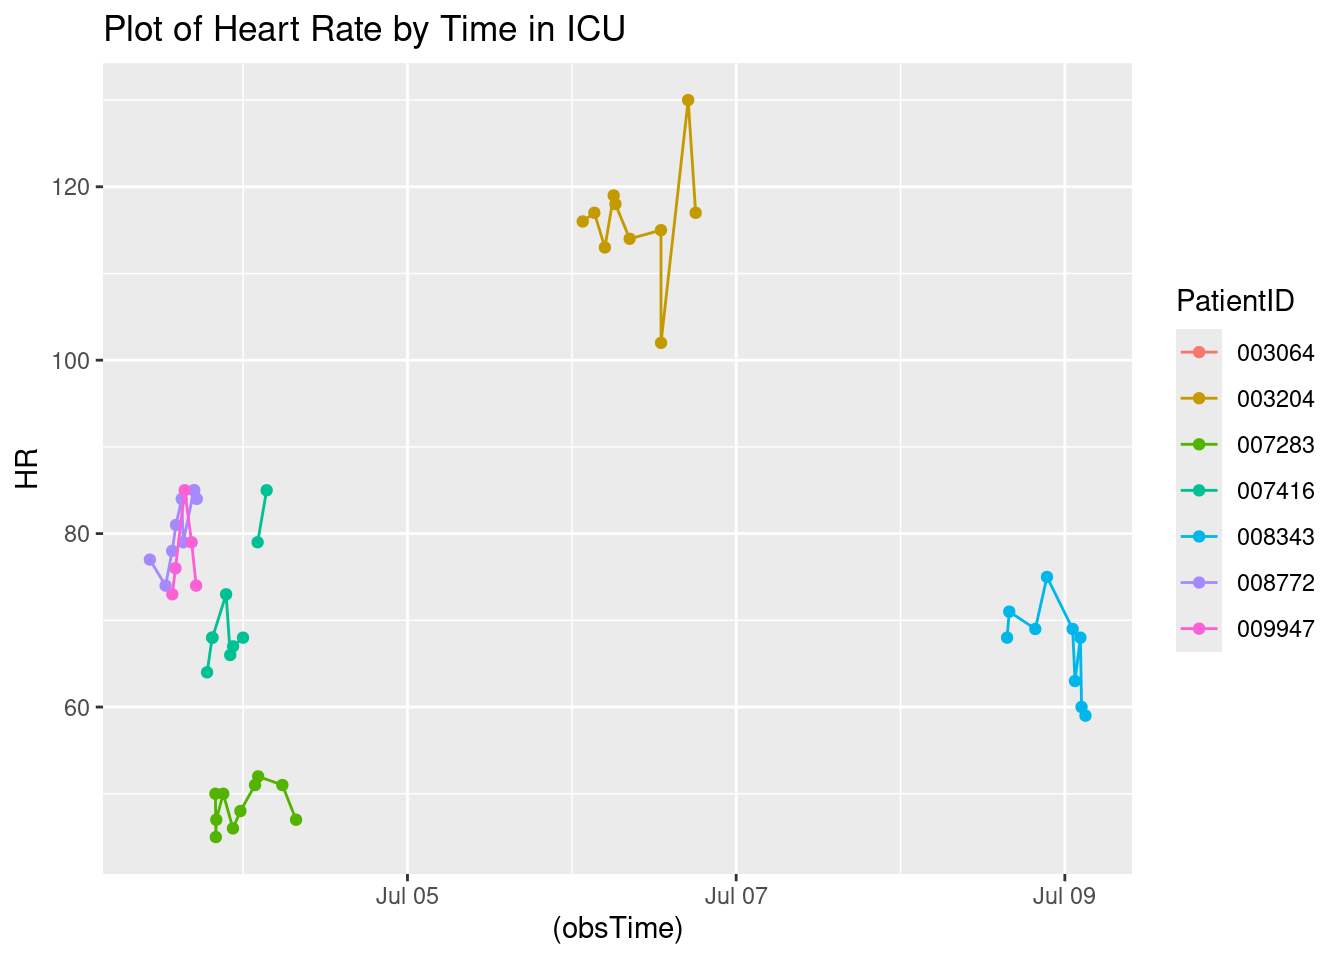 Plot of Heart Rate by Time in ICU
HR
120
100
80
60
Jul 05
Jul 07
Jul 09
(obsTime)
PatientID
003064
003204
007283
007416
008343
008772
009947